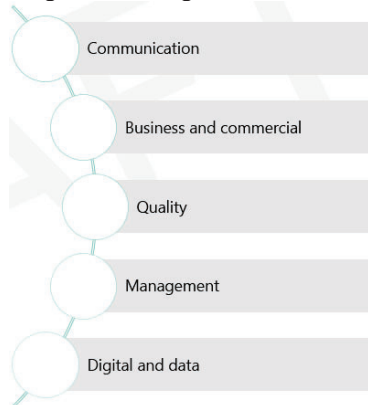 Communication
Business and commercial
Quality
Management
Digital and data